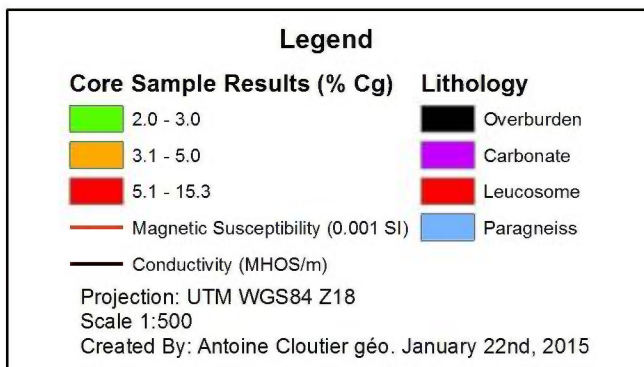 Legend
Core Sample Results (% Cg)
2.0 - 3.0
3.1 - 5.0
5.1 - 15.3
Magnetic Susceptibility (0.001 SI)
Conductivity (MHOS/m)
Lithology
Overburden
Carbonate
Leucosome
Paragneiss
Projection: UTM WGS84 Z18
Scale 1:500
Created By: Antoine Cloutier géo. January 22nd, 2015